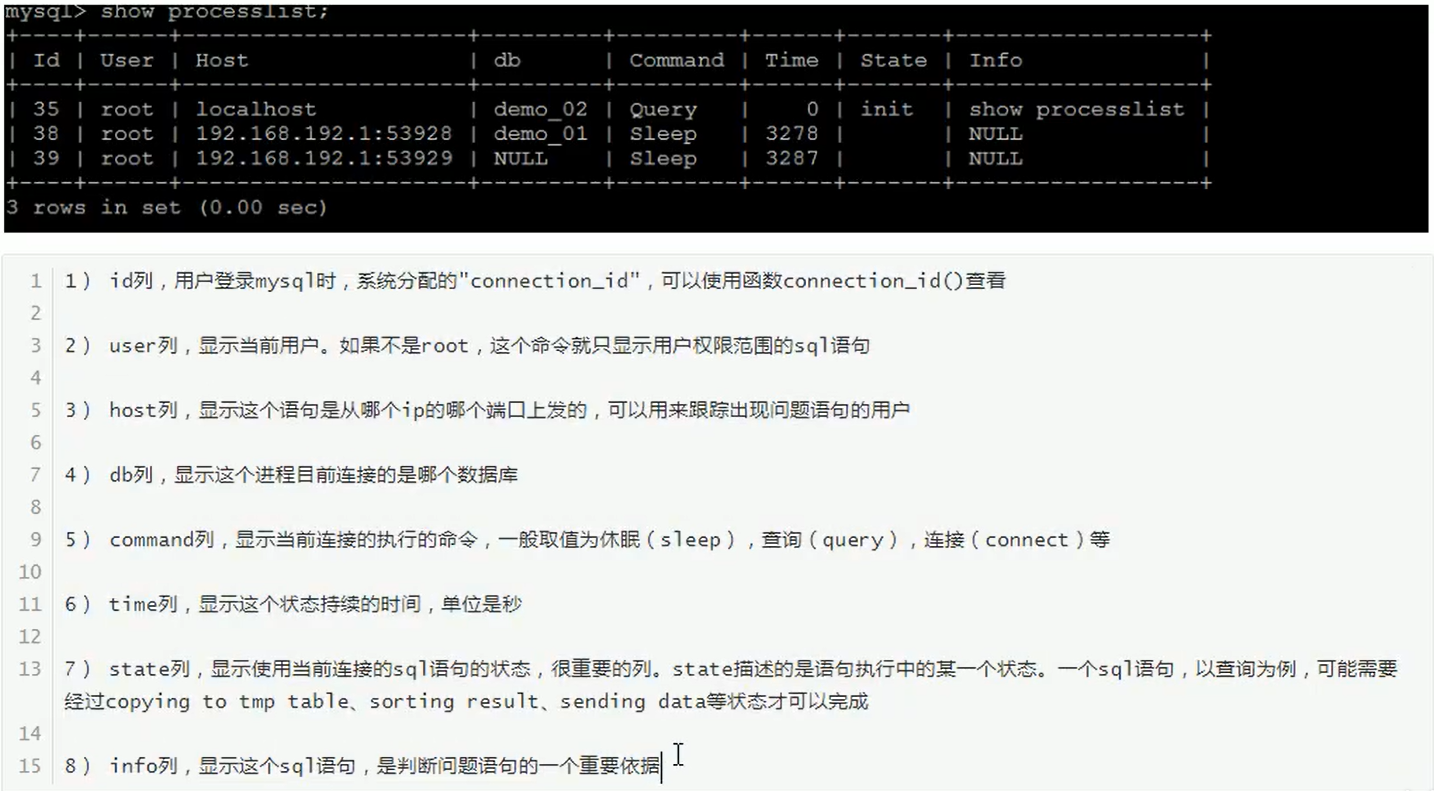 mysql> show processlist;
+----+------+----------------------+---------+---------+------+-------+------------------+
| Id | User | Host | db | Command | Time | State | Info |
+----+------+----------------------+---------+---------+------+-------+------------------+
| 35 | root | localhost | demo_02 | Query | 0 | init | show processlist |
| 38 | root | 192.168.192.1:53928 | demo_01 | Sleep | 3278 | | NULL |
| 39 | root | 192.168.192.1:53929 | NULL | Sleep | 3287 | | NULL |
+----+------+----------------------+---------+---------+------+-------+------------------+
3 rows in set (0.00 sec)
1 1） id列，用户登录mysql时，系统分配的"connection_id"，可以使用函数connection_id()查看
2
3 2） user列，显示当前用户。如果不是root，这个命令就只显示用户权限范围的sql语句
4
5 3） host列，显示这个语句是从哪个ip的哪个端口上发的，可以用来跟踪出现问题语句的用户
6
7 4） db列，显示这个进程目前连接的是哪个数据库
8
9 5） command列，显示当前连接的执行的命令，一般取值为休眠（sleep），查询（query），连接（connect）等
10
11 6） time列，显示这个状态持续的时间，单位是秒
12
13 7） state列，显示使用当前连接的sql语句的状态，很重要的列。state描述的是语句执行中的某一个状态。一个sql语句，以查询为例，可能需要
经过copying to tmp table、sorting result、sending data等状态才可以完成
14
15 8） info列，显示这个sql语句，是判断问题语句的一个重要依据